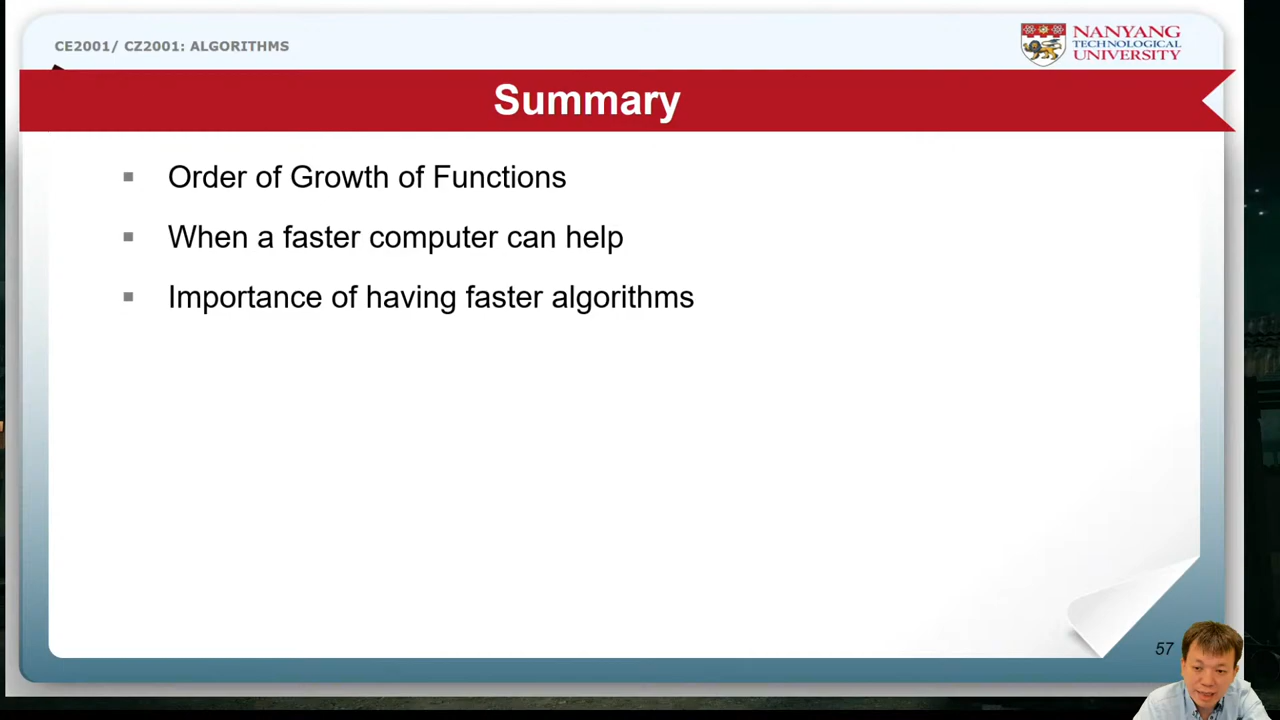 CE2001/ CZ2001: ALGORITHMS
NANYANG
TECHNOLOGICAL
UNIVERSITY
Summary
Order of Growth of Functions
When a faster computer can help
Importance of having faster algorithms
57